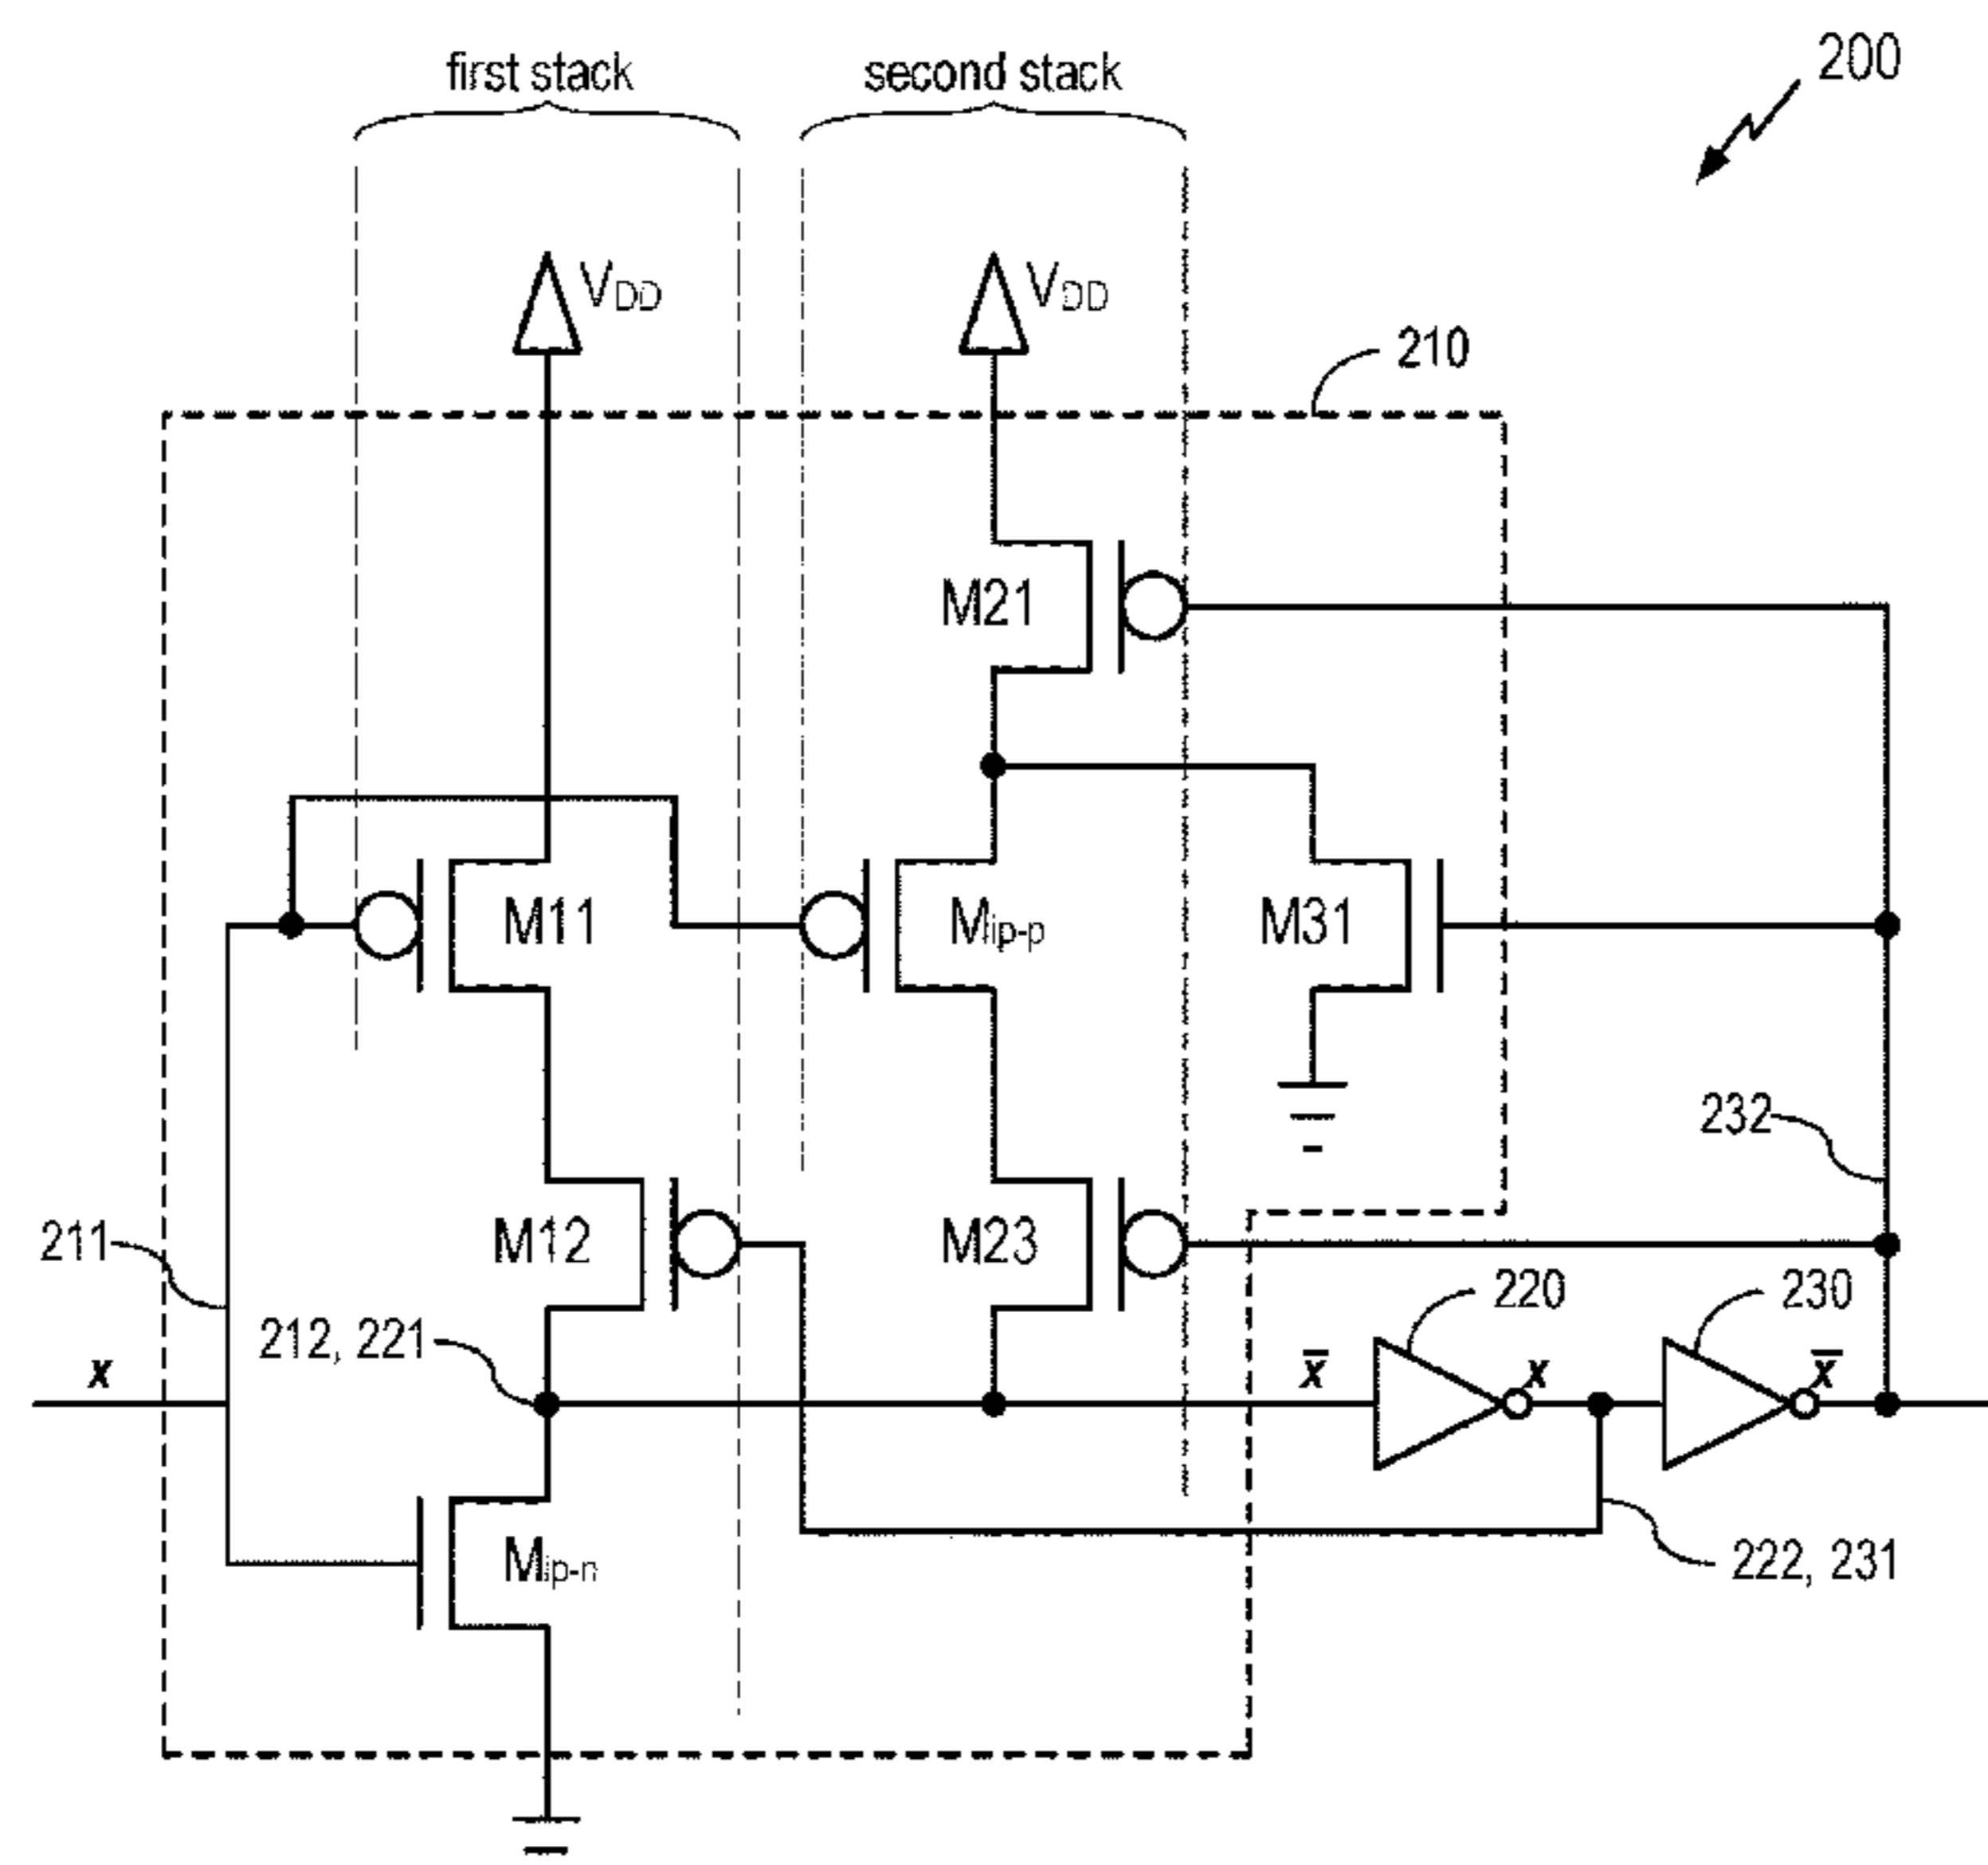 first stack
second stack
200
VDD
VDD
210
M21
M11
Mip-p
M31
232
M12
M23
211
220
230
212, 221
x
x̅
x
x̅
Mip-n
222, 231